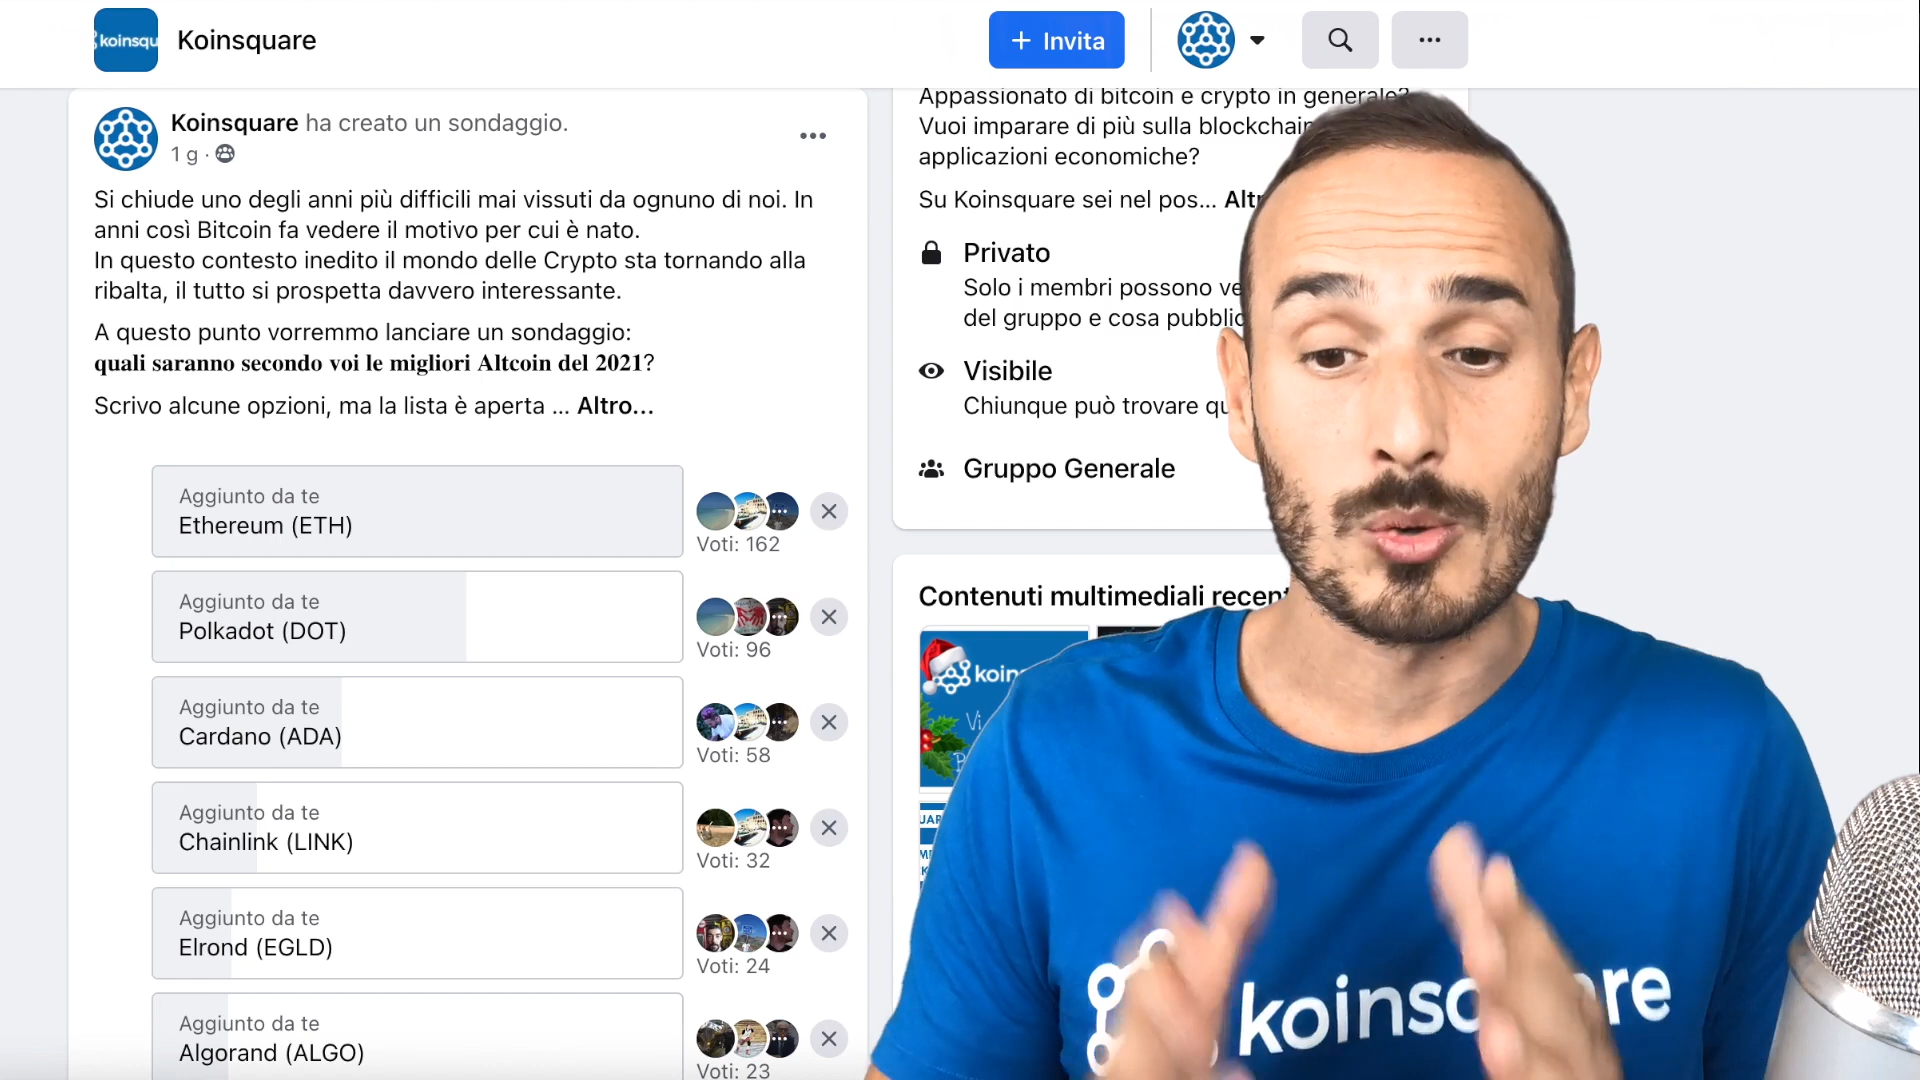 koinsqu
Koinsquare
+ Invita
Koinsquare ha creato un sondaggio.
1 g ·
Si chiude uno degli anni più difficili mai vissuti da ognuno di noi. In
anni così Bitcoin fa vedere il motivo per cui è nato.
In questo contesto inedito il mondo delle Crypto sta tornando alla
ribalta, il tutto si prospetta davvero interessante.
A questo punto vorremmo lanciare un sondaggio:
quali saranno secondo voi le migliori Altcoin del 2021?
Scrivo alcune opzioni, ma la lista è aperta ... Altro...
Aggiunto da te
Ethereum (ETH)
Voti: 162
Aggiunto da te
Polkadot (DOT)
Voti: 96
Aggiunto da te
Cardano (ADA)
Voti: 58
Aggiunto da te
Chainlink (LINK)
Voti: 32
Aggiunto da te
Elrond (EGLD)
Voti: 24
Aggiunto da te
Algorand (ALGO)
Voti: 23
Appassionato di bitcoin e crypto in generale?
Vuoi imparare di più sulla blockchain
applicazioni economiche?
Su Koinsquare sei nel pos... Altr
Privato
Solo i membri possono ve
del gruppo e cosa pubblic
Visibile
Chiunque può trovare qu
Gruppo Generale
Contenuti multimediali recent
koin
Vi
koinsq re